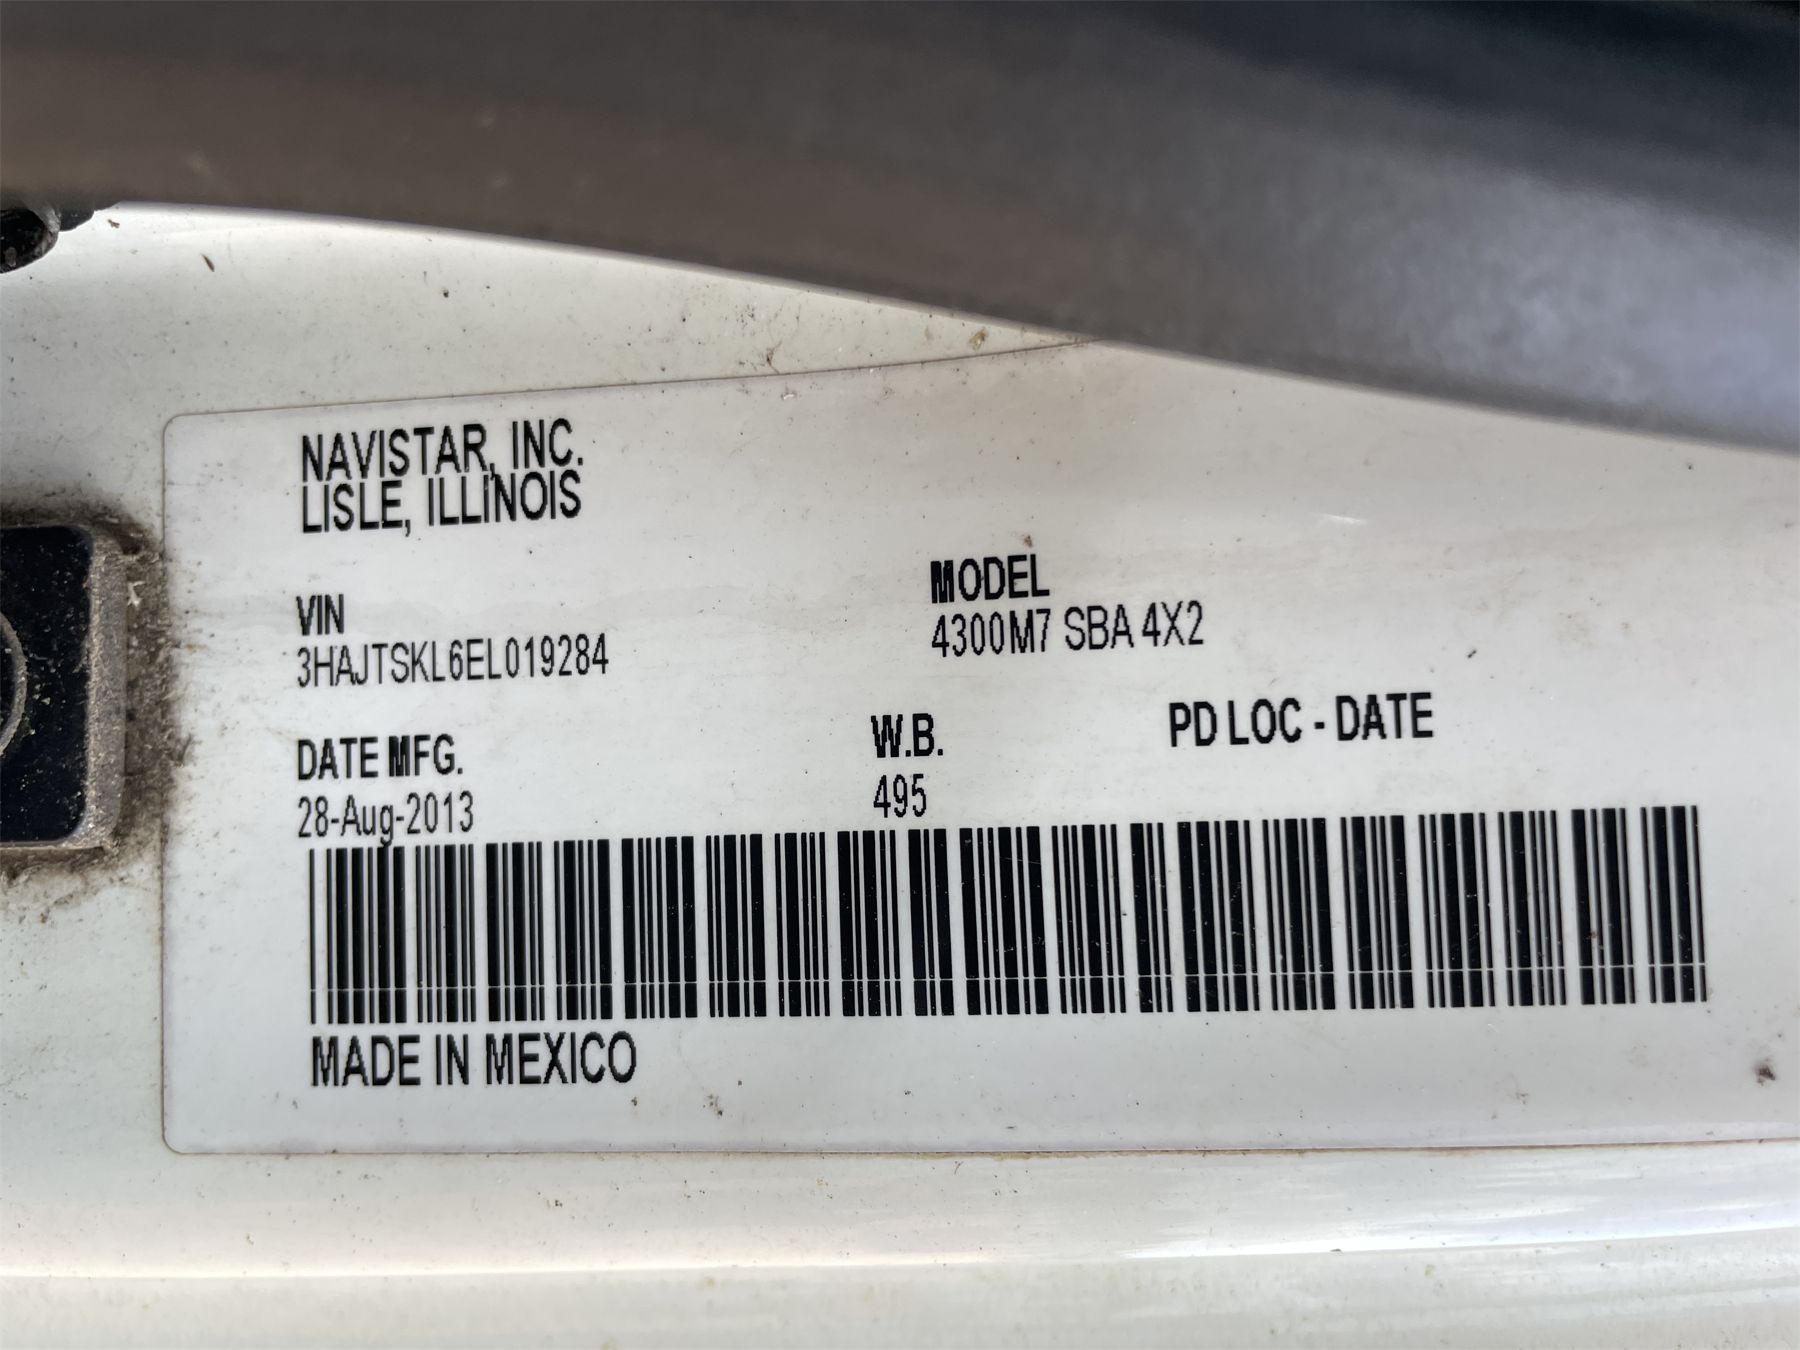 NAVISTAR, INC.
LISLE, ILLINOIS
VIN
3HAJTSKL6EL019284
MODEL
4300M7 SBA 4X2
DATE MFG.
28-Aug-2013
W.B.
495
PD LOC - DATE
MADE IN MEXICO